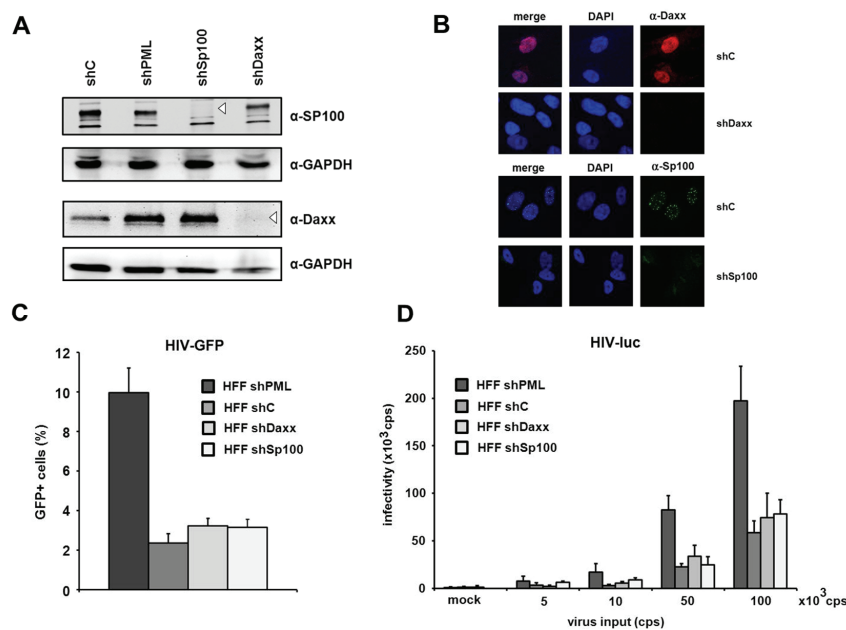 A
shC
shPML
shSp100
shDaxx
α-SP100
α-GAPDH
α-Daxx
α-GAPDH
B
merge DAPI α-Daxx
shC
shDaxx
merge DAPI α-Sp100
shC
shSp100
C
HIV-GFP
12
10
8
6
4
2
0
GFP+ cells (%)
HFF shPML
HFF shC
HFF shDaxx
HFF shSp100
D
HIV-luc
250
200
150
100
50
0
infectivity (x10³cps)
HFF shPML
HFF shC
HFF shDaxx
HFF shSp100
mock 5 10 50 100 x10³cps
virus input (cps)